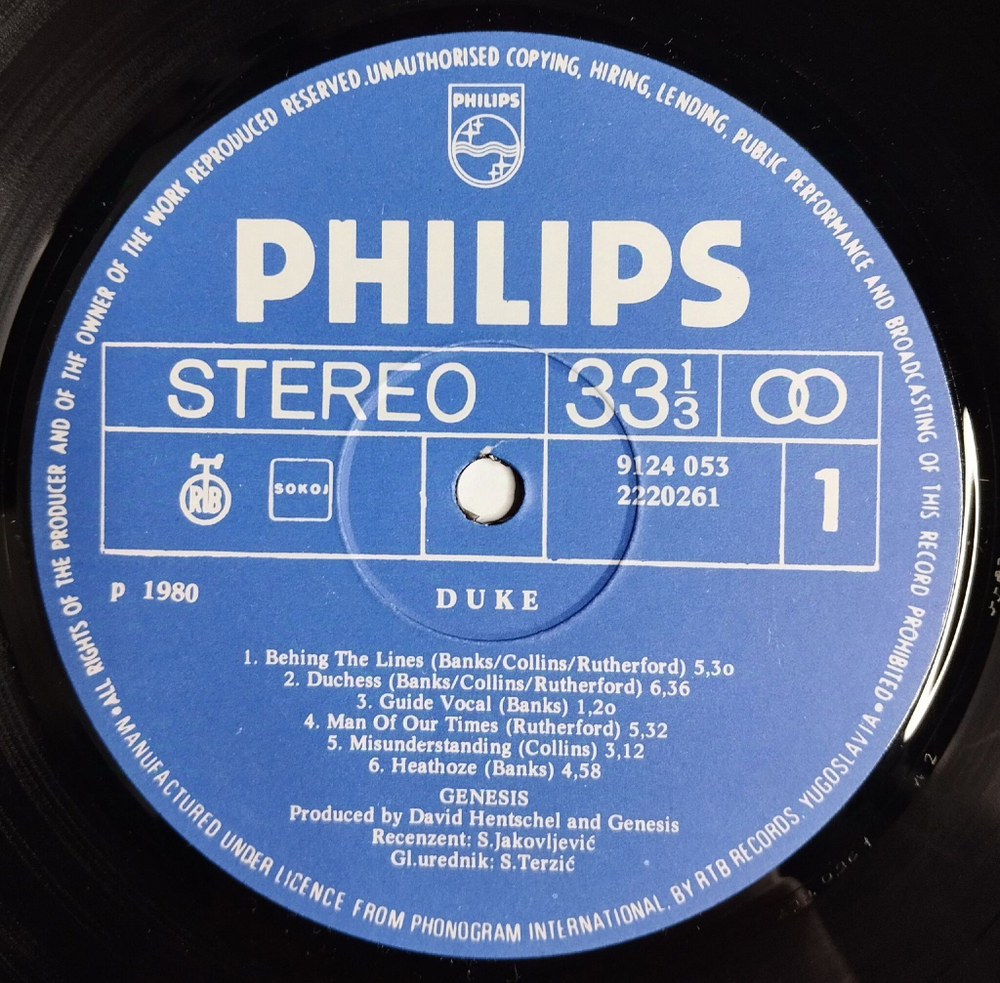 • ALL RIGHTS OF THE PRODUCER AND OF THE OWNER OF THE WORK REPRODUCED RESERVED. UNAUTHORISED COPYING, HIRING, LENDING, PUBLIC PERFORMANCE AND BROADCASTING OF THIS RECORD PROHIBITED •
PHILIPS
PHILIPS
STEREO 33 1/3
RTB SOKOJ 9124 053
2220261
1
p 1980
DUKE
1. Behing The Lines (Banks/Collins/Rutherford) 5,3o
2. Duchess (Banks/Collins/Rutherford) 6,36
3. Guide Vocal (Banks) 1,2o
4. Man Of Our Times (Rutherford) 5,32
5. Misunderstanding (Collins) 3,12
6. Heathoze (Banks) 4,58
GENESIS
Produced by David Hentschel and Genesis
Recenzent: S.Jakovljević
Gl.urednik: S.Terzić
MANUFACTURED UNDER LICENCE FROM PHONOGRAM INTERNATIONAL, BY RTB RECORDS, YUGOSLAVIA